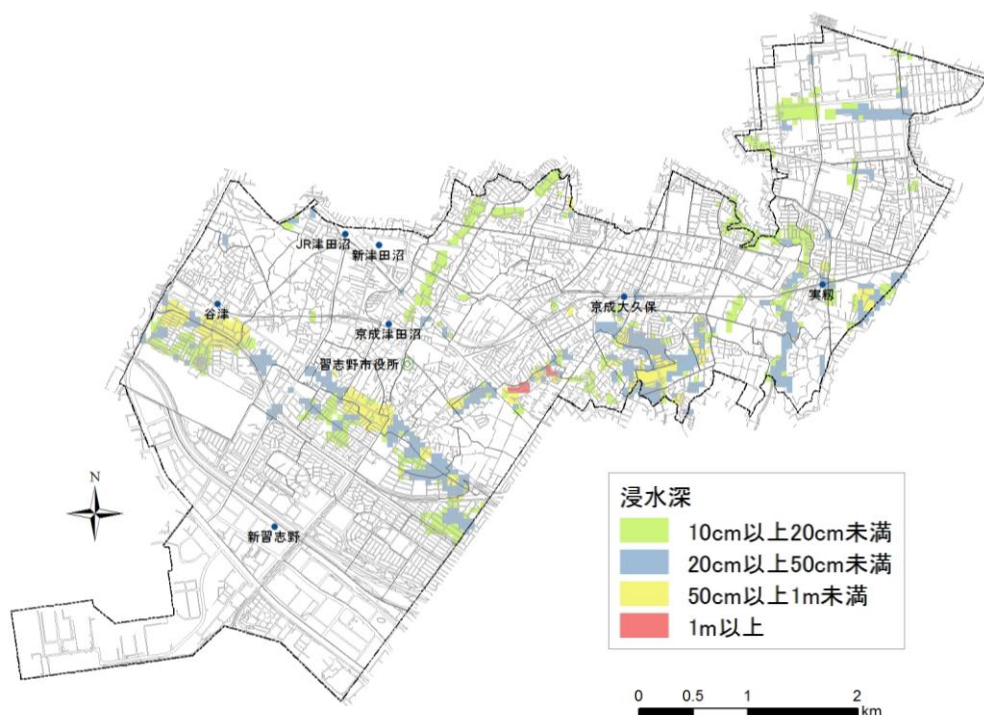 JR津田沼
新津田沼
谷津
京成津田沼
習志野市役所
京成大久保
実籾
新習志野
N
浸水深
10cm以上20cm未満
20cm以上50cm未満
50cm以上1m未満
1m以上
0 0.5 1 2
km